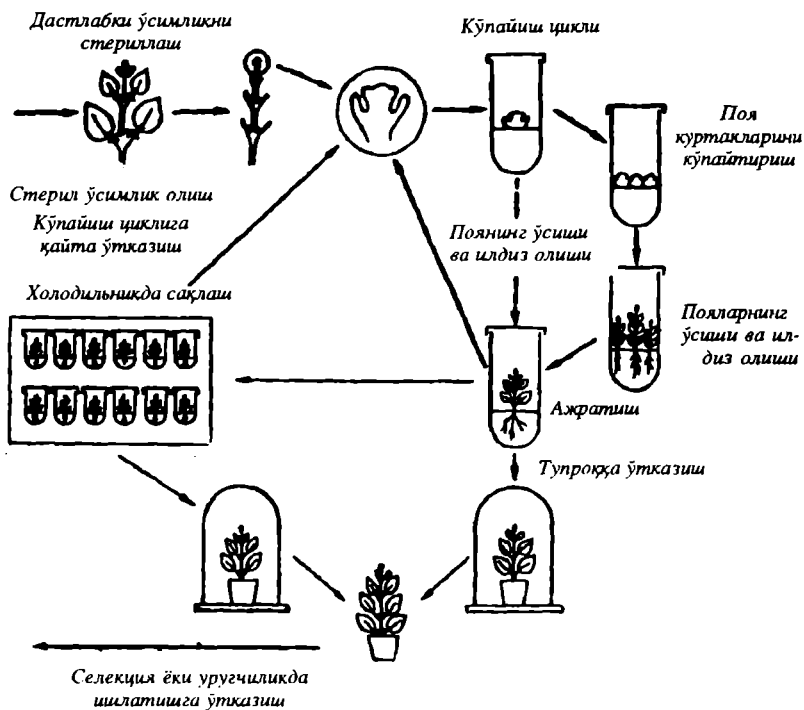 Дастлабки ўсимликни
стериллаш
Кўпайиш цикли
Поя
куртакларини
кўпайтириш
Стерил ўсимлик олиш
Кўпайиш циклига
қайта ўтказиш
Поянинг ўсиши
ва илдиз олиши
Холодильникда сақлаш
Пояларнинг
ўсиши ва ил-
диз олиши
Ажратиш
Тупроққа ўтказиш
Селекция ёки уруғчиликда
ишлатишга ўтказиш